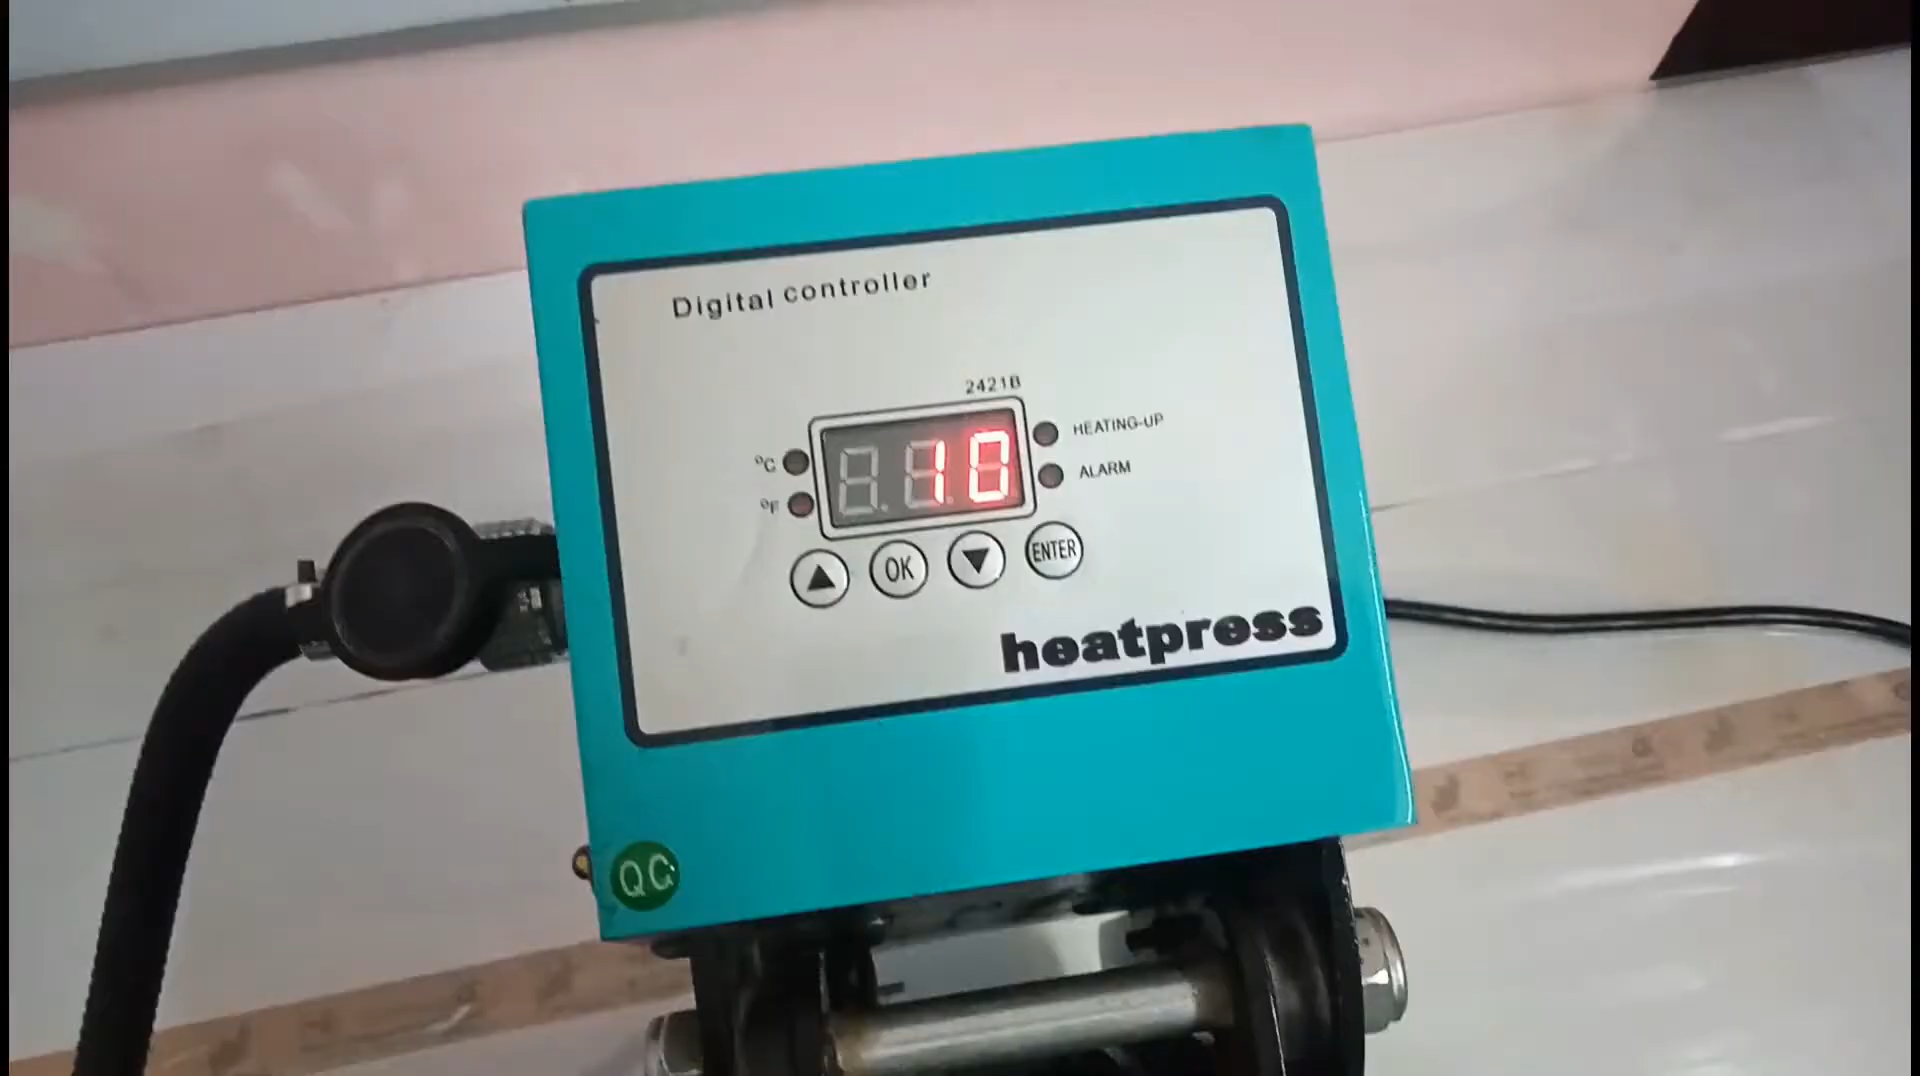 Digital controller
2421B
°C
HEATING-UP
10
°F
ALARM
▲ OK ▼ ENTER
heatpress
QC